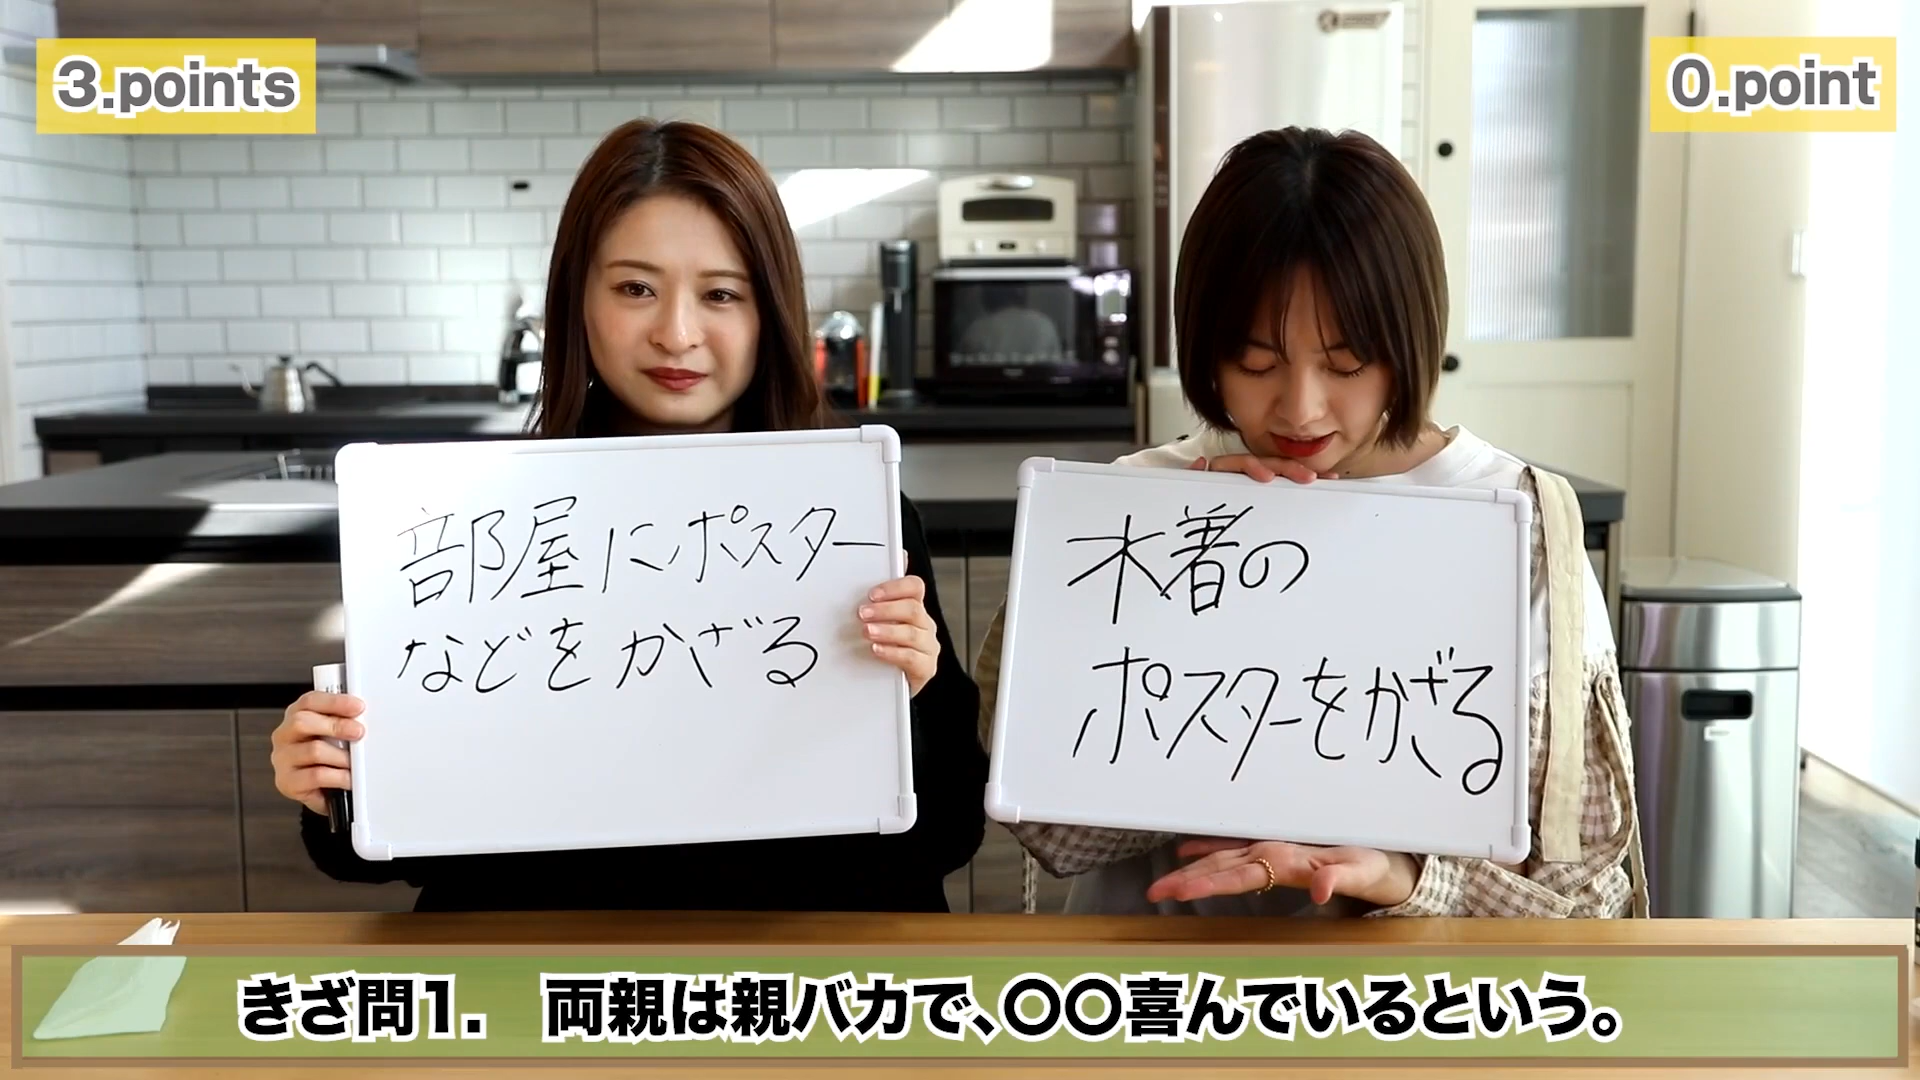 3.points
0.point
部屋にポスター
などをかざる
水着の
ポスターをかざる
きざ問1. 両親は親バカで、〇〇喜んでいるという。